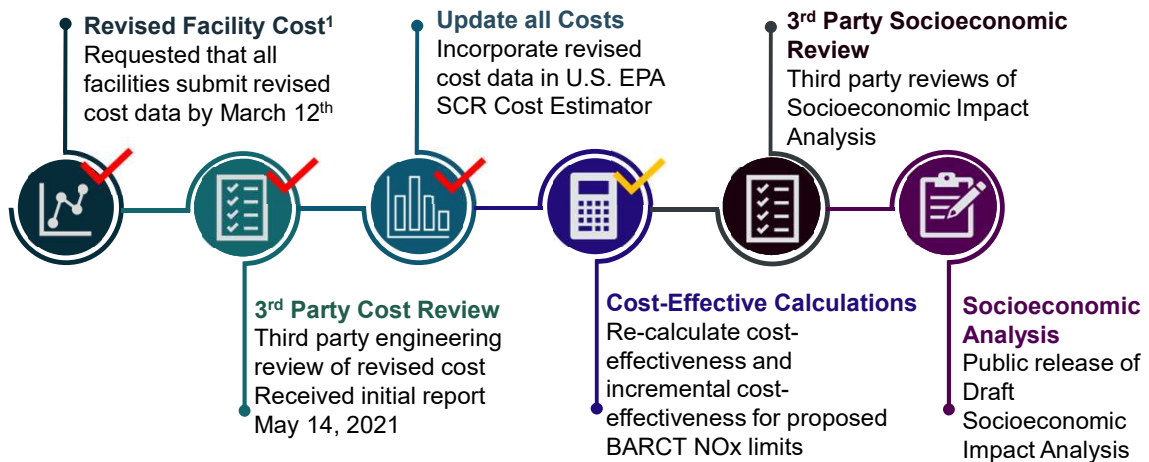 Revised Facility Cost¹
Requested that all
facilities submit revised
cost data by March 12ᵗʰ
3ʳᵈ Party Cost Review
Third party engineering
review of revised cost
Received initial report
May 14, 2021
Update all Costs
Incorporate revised
cost data in U.S. EPA
SCR Cost Estimator
Cost-Effective Calculations
Re-calculate cost-
effectiveness and
incremental cost-
effectiveness for proposed
BARCT NOx limits
3ʳᵈ Party Socioeconomic
Review
Third party reviews of
Socioeconomic Impact
Analysis
Socioeconomic
Analysis
Public release of
Draft
Socioeconomic
Impact Analysis